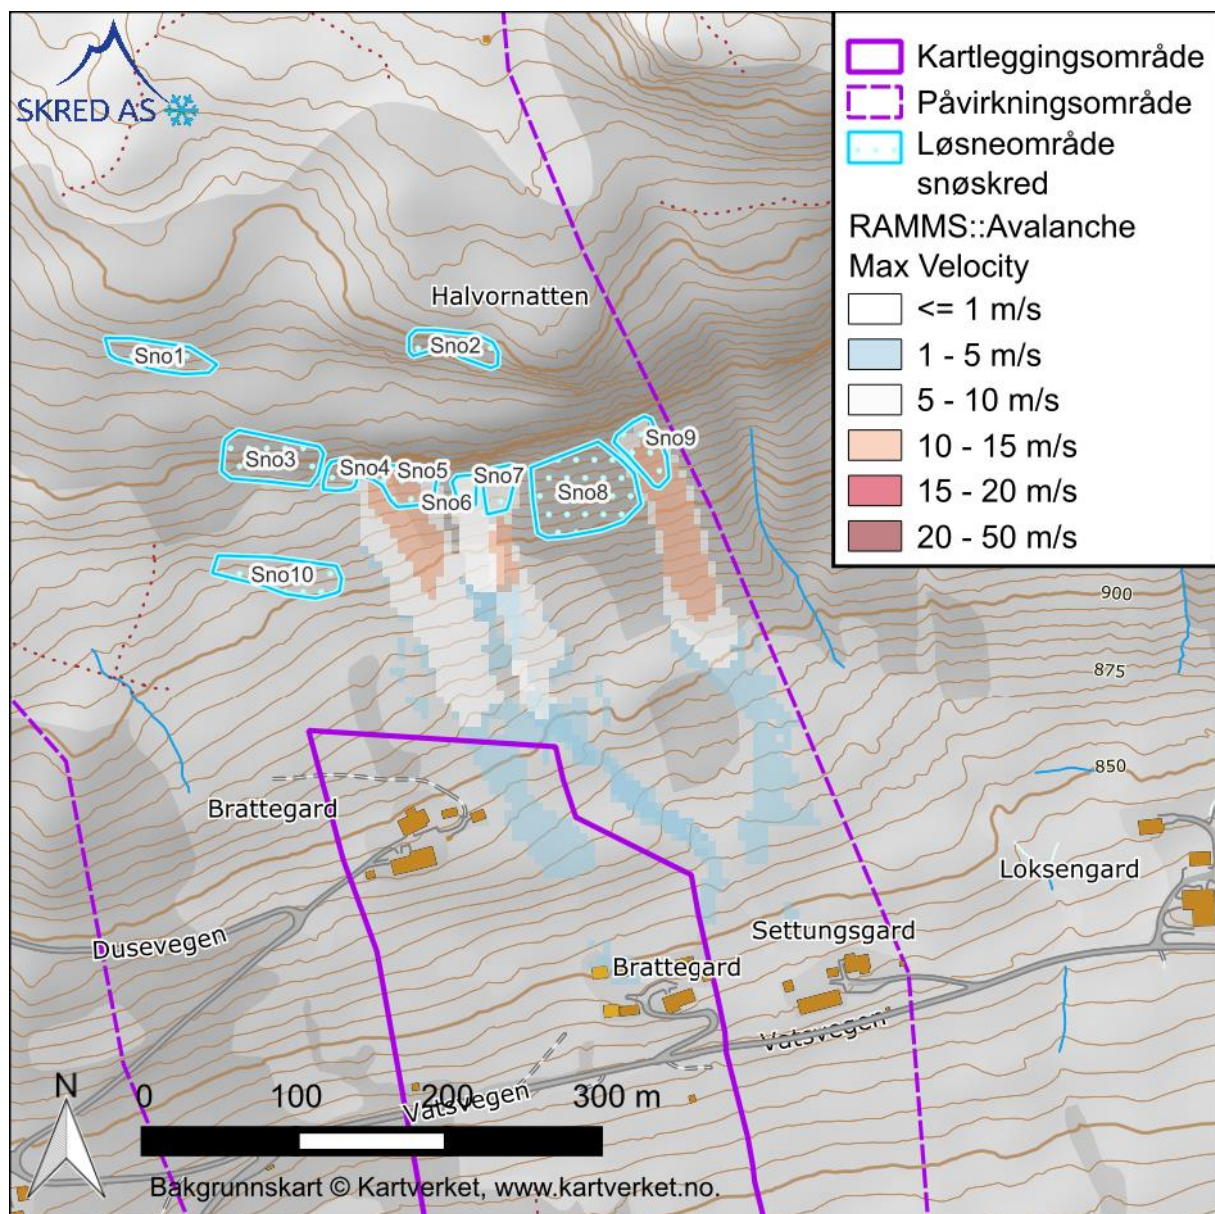 SKRED AS
Kartleggingsområde
Påvirkningsområde
Løsneområde
snøskred
RAMMS::Avalanche
Max Velocity
<= 1 m/s
1 - 5 m/s
5 - 10 m/s
10 - 15 m/s
15 - 20 m/s
20 - 50 m/s
Halvornatten
Sno1
Sno2
Sno3
Sno4
Sno5
Sno6
Sno7
Sno8
Sno9
Sno10
900
875
850
Brattegard
Loksengard
Dusevegen
Settungsgard
Brattegard
Vatsvegen
Vatsvegen
N
0 100 200 300 m
Bakgrunnskart © Kartverket, www.kartverket.no.